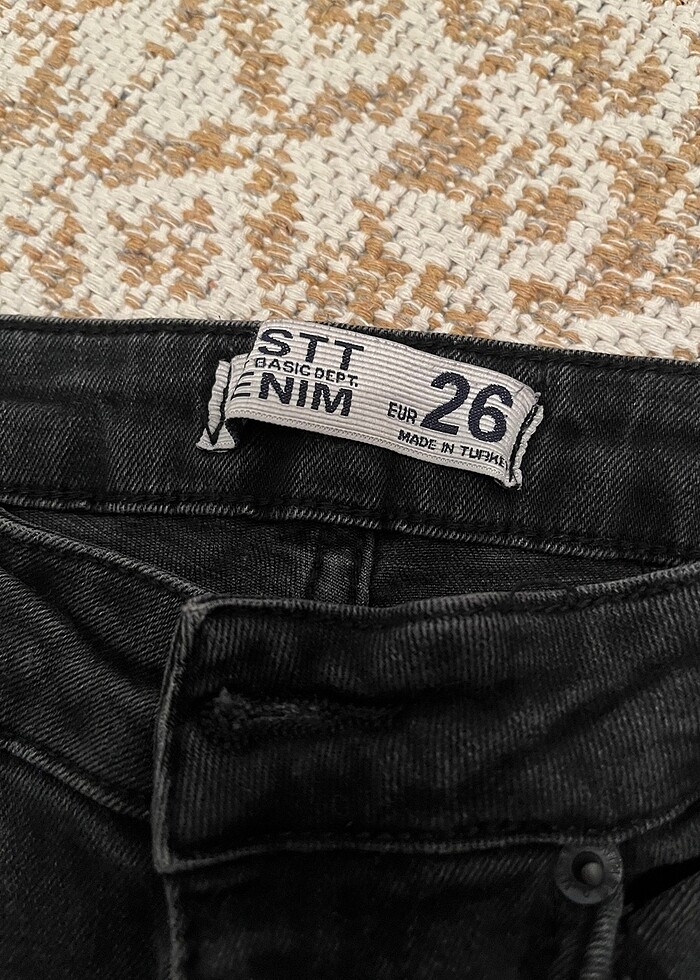 STT
BASIC DEPT.
ENIM
EUR 26
MADE IN TURKE